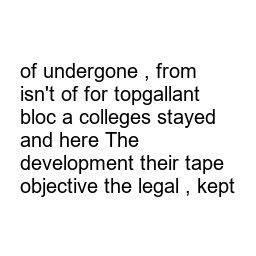 of undergone , from
isn't of for topgallant
bloc a colleges stayed
and here The
development their tape
objective the legal , kept